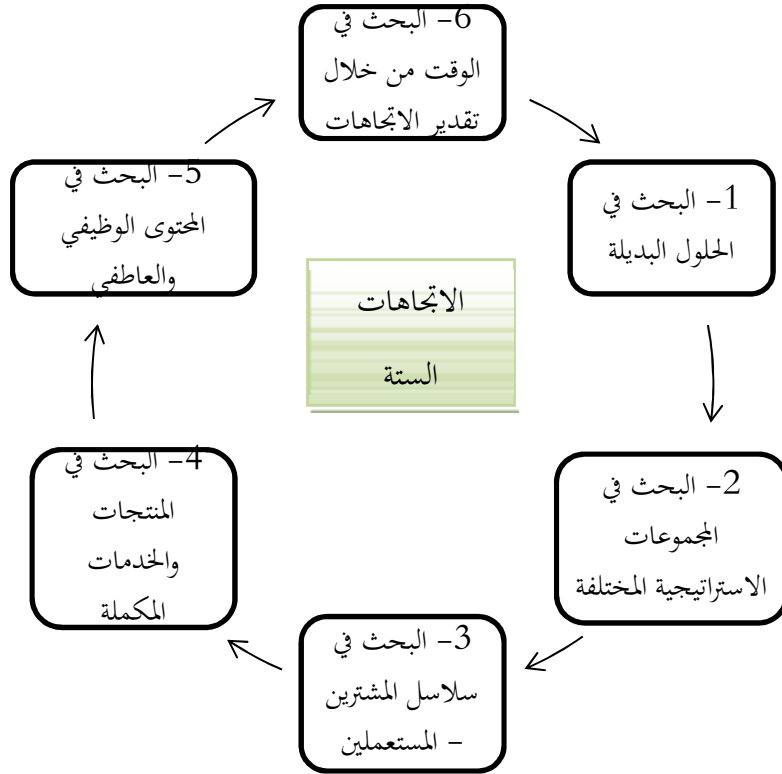 6- البحث في
الوقت من خلال
تقدير الاتجاهات
1- البحث في
الحلول البديلة
2- البحث في
المجموعات
الاستراتيجية المختلفة
3- البحث في
سلاسل المشترين
- المستعملين
4- البحث في
المنتجات
والخدمات
المكملة
5- البحث في
المحتوى الوظيفي
والعاطفي
الاتجاهات
الستة